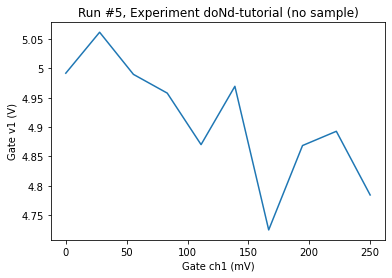 Run #5, Experiment doNd-tutorial (no sample)
5.05
5
4.95
4.9
4.85
4.8
4.75
Gate v1 (V)
0 50 100 150 200 250
Gate ch1 (mV)